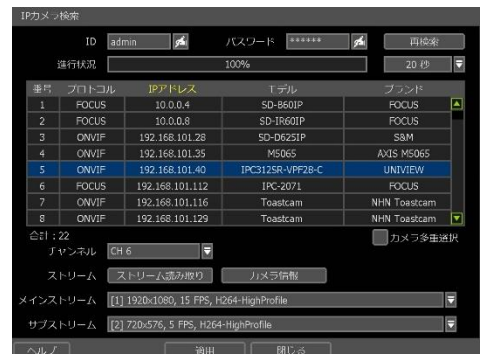 IPカメラ検索
ID admin パスワード ****** 再検索
進行状況 100% 20 秒
番号 プロトコル IPアドレス モデル ブランド
1 FOCUS 10.0.0.4 SD-B60IP FOCUS
2 FOCUS 10.0.0.8 SD-IR60IP FOCUS
3 ONVIF 192.168.101.28 SD-D625IP S&M
4 ONVIF 192.168.101.35 M5065 AXIS M5065
5 ONVIF 192.168.101.40 IPC312SR-VPF28-C UNIVIEW
6 FOCUS 192.168.101.112 IPC-2071 FOCUS
7 ONVIF 192.168.101.116 Toastcam NHN Toastcam
8 ONVIF 192.168.101.129 Toastcam NHN Toastcam
合計 : 22 カメラ多重選択
チャンネル CH 6
ストリーム ストリーム読み取り カメラ情報
メインストリーム [1] 1920x1080, 15 FPS, H264-HighProfile
サブストリーム [2] 720x576, 5 FPS, H264-HighProfile
ヘルプ 適用 閉じる